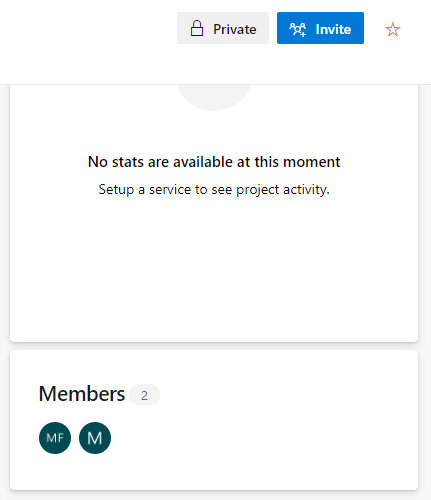 Private
Invite
No stats are available at this moment
Setup a service to see project activity.
Members 2
MF M